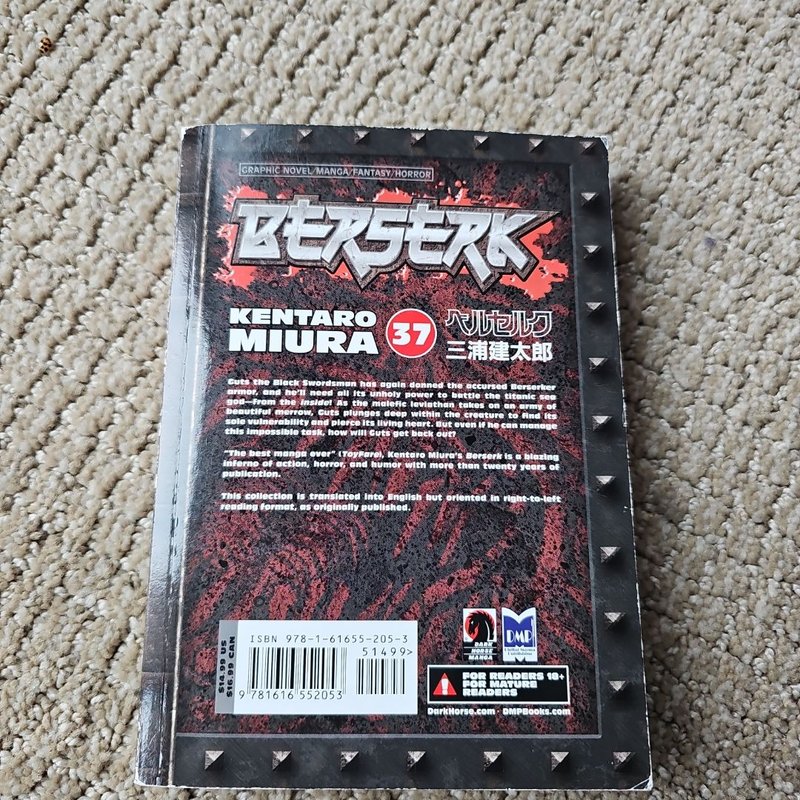 GRAPHIC NOVEL/MANGA/FANTASY/HORROR
BERSERK
KENTARO
MIURA
37
ベルセルク
三浦建太郎
Guts the Black Swordsman has again donned the accursed Berserker
armor, and he'll need all its unholy power to battle the titanic sea
god—from the inside! As the malefic leviathan takes on an army of
beautiful merrow, Guts plunges deep within the creature to find its
sole vulnerability and pierce its living heart. But even if he can manage
this impossible task, how will Guts get back out?
"The best manga ever" (ToyFare), Kentaro Miura's Berserk is a blazing
inferno of action, horror, and humor with more than twenty years of
publication.
This collection is translated into English but oriented in right-to-left
reading format, as originally published.
$14.99 US
$16.99 CAN
ISBN 978-1-61655-205-3
51499>
9 781616 552053
DARK
HORSE
MANGA
DMP
Digital Manga
Publishing
FOR READERS 18+
FOR MATURE
READERS
DarkHorse.com · DMPBooks.com